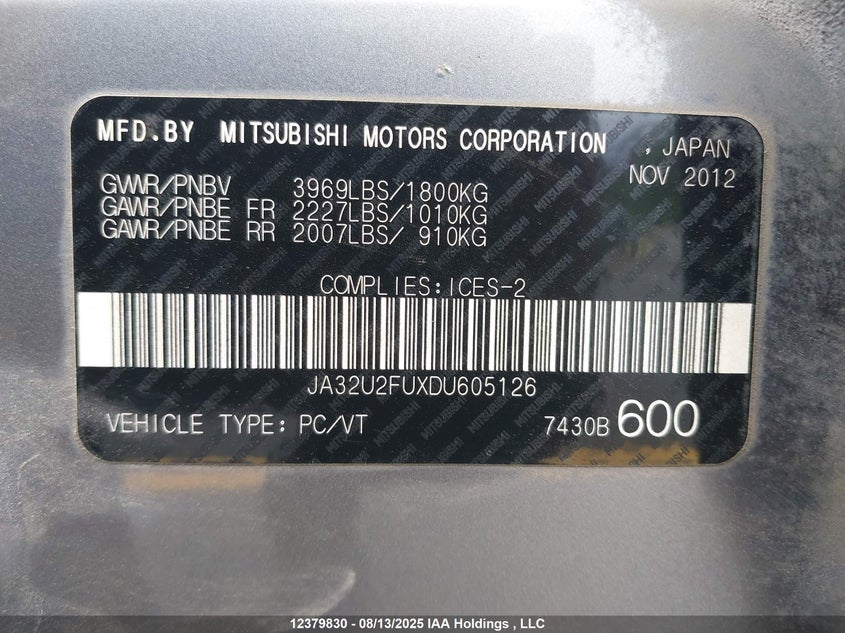 MFD.BY MITSUBISHI MOTORS CORPORATION , JAPAN
NOV 2012
GVWR/PNBV 3969LBS/1800KG
GAWR/PNBE FR 2227LBS/1010KG
GAWR/PNBE RR 2007LBS/ 910KG
COMPLIES:ICES-2
JA32U2FUXDU605126
VEHICLE TYPE: PC/VT 7430B 600
12379830 - 08/13/2025 IAA Holdings , LLC